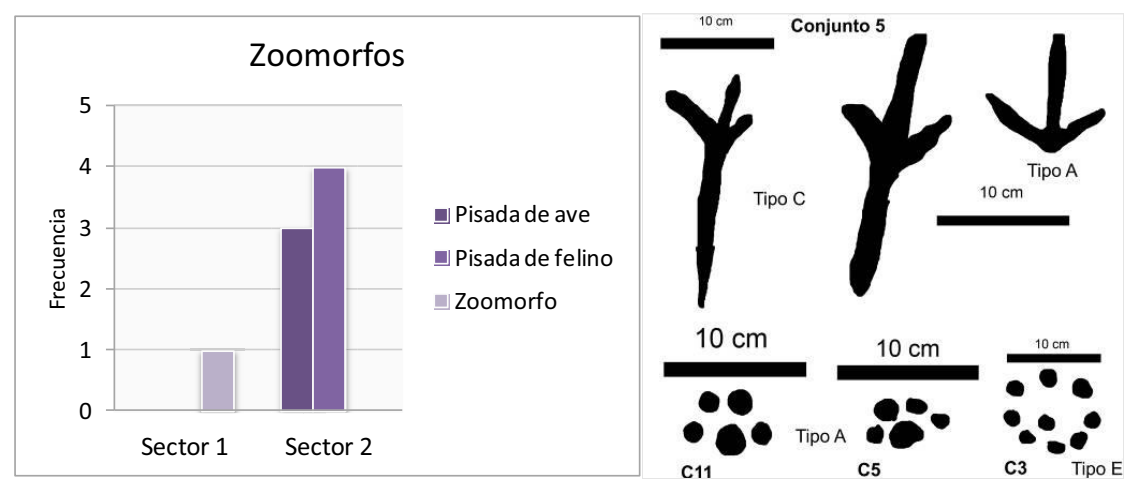 Zoomorfos
Frecuencia
5
4
3
2
1
0
Sector 1
Sector 2
Pisada de ave
Pisada de felino
Zoomorfo
10 cm
Conjunto 5
Tipo C
Tipo A
10 cm
10 cm
10 cm
10 cm
Tipo A
C11
C5
C3
Tipo E